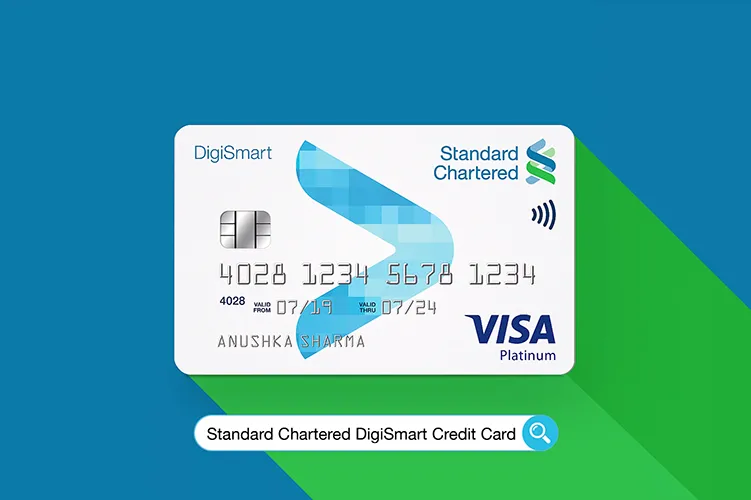 DigiSmart
Standard
Chartered
4028 1234 5678 1234
4028 VALID FROM 07/19 VALID THRU 07/24
ANUSHKA SHARMA
VISA
Platinum
Standard Chartered DigiSmart Credit Card